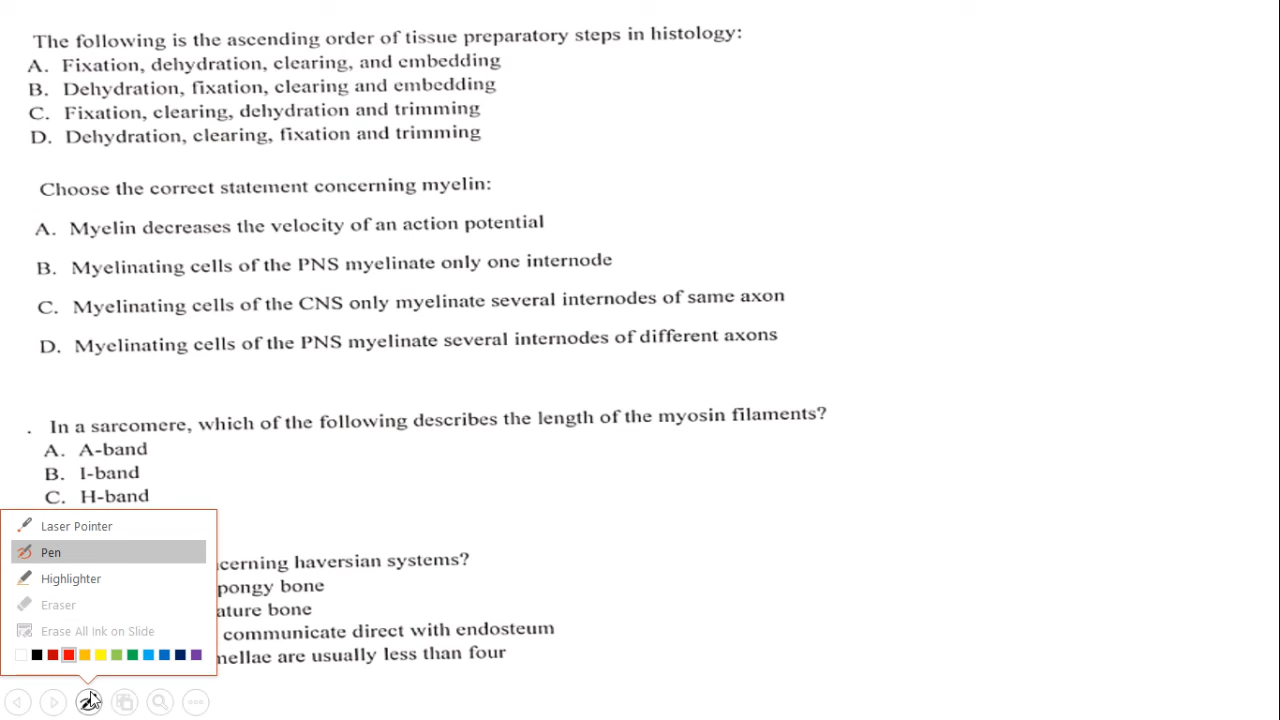 The following is the ascending order of tissue preparatory steps in histology:
A. Fixation, dehydration, clearing, and embedding
B. Dehydration, fixation, clearing and embedding
C. Fixation, clearing, dehydration and trimming
D. Dehydration, clearing, fixation and trimming
Choose the correct statement concerning myelin:
A. Myelin decreases the velocity of an action potential
B. Myelinating cells of the PNS myelinate only one internode
C. Myelinating cells of the CNS only myelinate several internodes of same axon
D. Myelinating cells of the PNS myelinate several internodes of different axons
. In a sarcomere, which of the following describes the length of the myosin filaments?
A. A-band
B. I-band
C. H-band
Laser Pointer
Pen
Highlighter
Eraser
Erase All Ink on Slide
haversian systems?
bone
bone
communicate direct with endosteum
are usually less than four